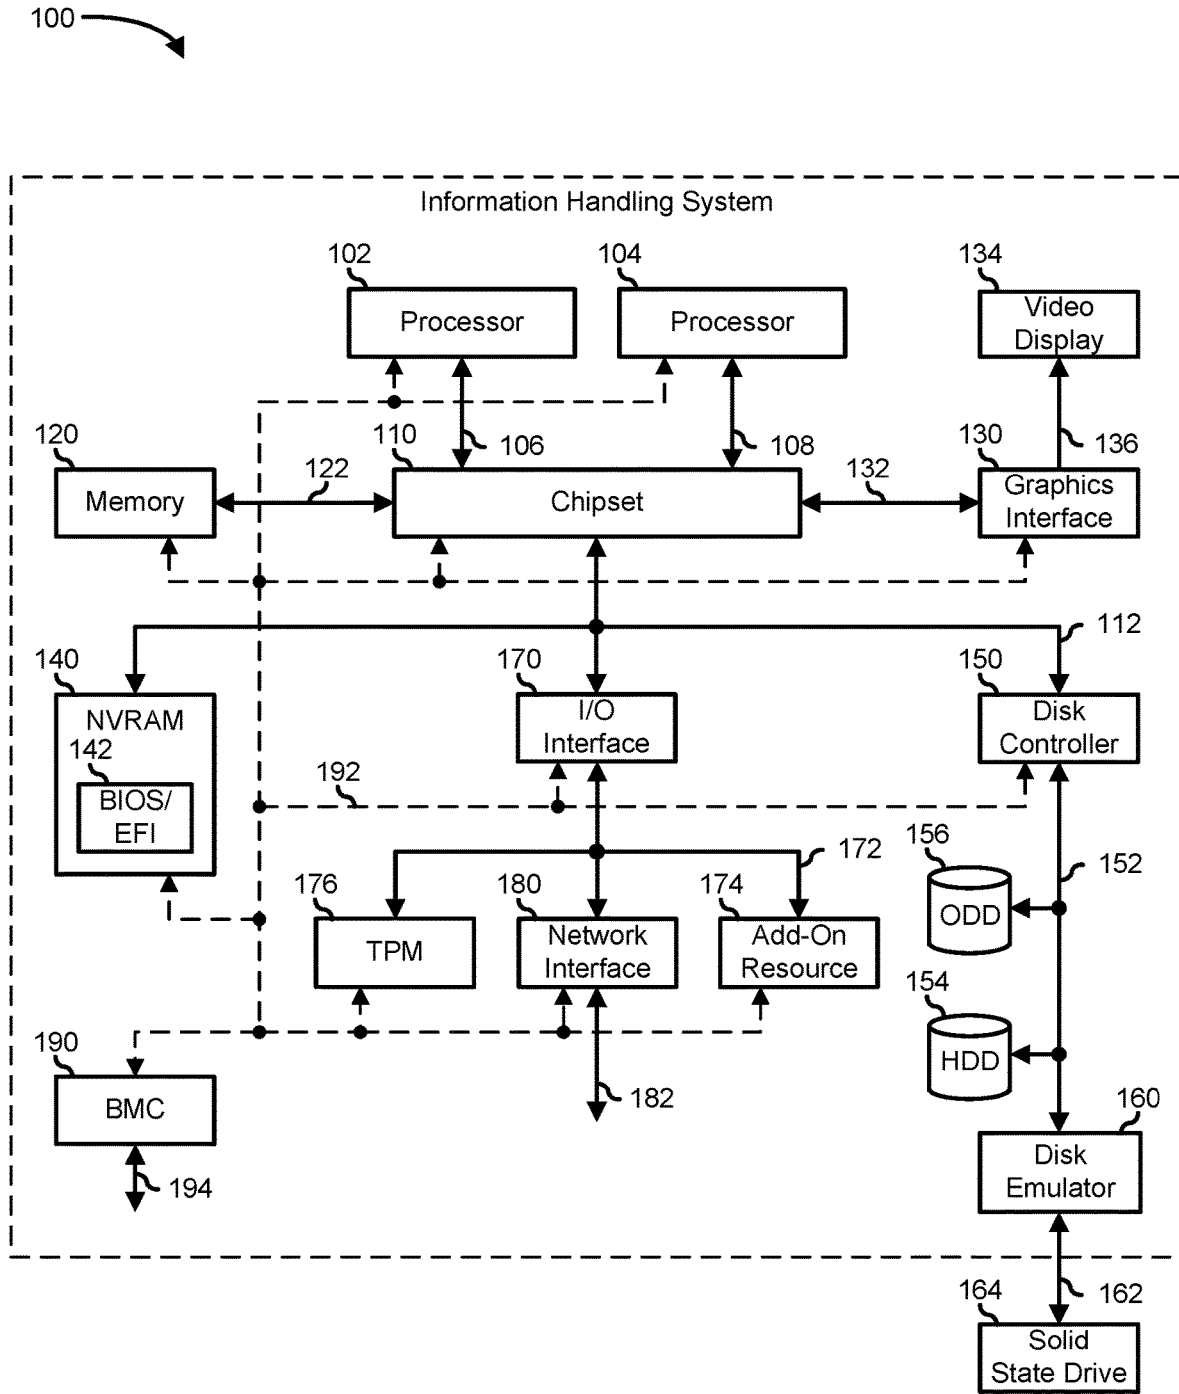 100
Information Handling System
102
104
134
Processor
Processor
Video
Display
120
110
106
108
130
136
122
132
Memory
Chipset
Graphics
Interface
112
140
170
150
NVRAM
I/O
Interface
Disk
Controller
142
BIOS/
EFI
192
156
172
152
176
180
174
ODD
TPM
Network
Interface
Add-On
Resource
154
190
HDD
BMC
182
160
194
Disk
Emulator
164
162
Solid
State Drive